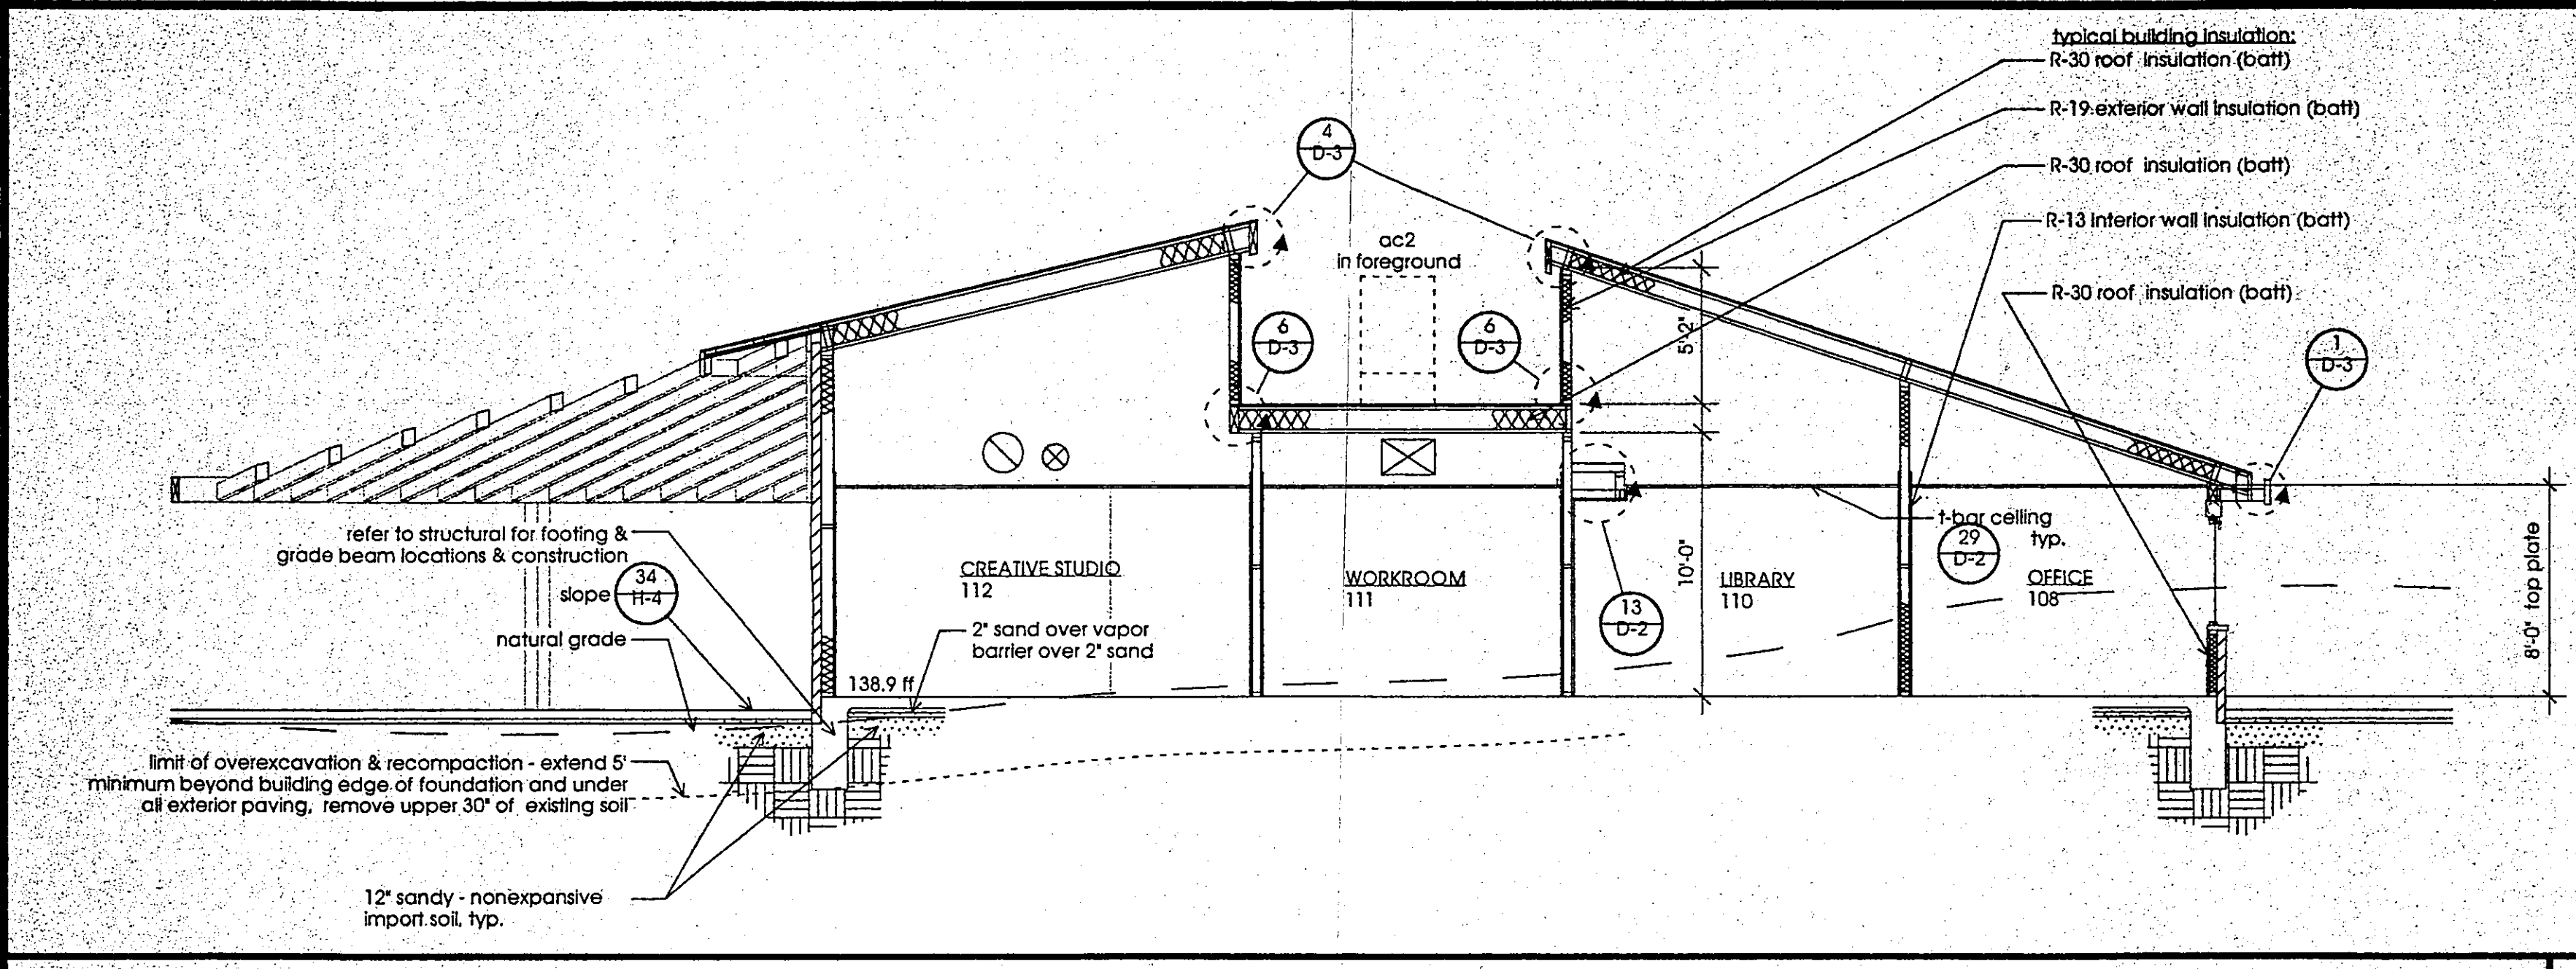 typical building insulation:
R-30 roof insulation (batt)
R-19 exterior wall insulation (batt)
R-30 roof insulation (batt)
R-13 interior wall insulation (batt)
R-30 roof insulation (batt)
4
D-3
ac2
in foreground
6
D-3
6
D-3
5'-2"
1
D-3
refer to structural for footing &
grade beam locations & construction
34
H-4
slope
natural grade
CREATIVE STUDIO
112
WORKROOM
111
10'-0"
LIBRARY
110
t-bar ceiling
typ.
29
D-2
OFFICE
108
8'-0" top plate
13
D-2
2" sand over vapor
barrier over 2" sand
138.9 ff
limit of overexcavation & recompaction - extend 5'
minimum beyond building edge of foundation and under
all exterior paving, remove upper 30" of existing soil
12" sandy - nonexpansive
import soil, typ.